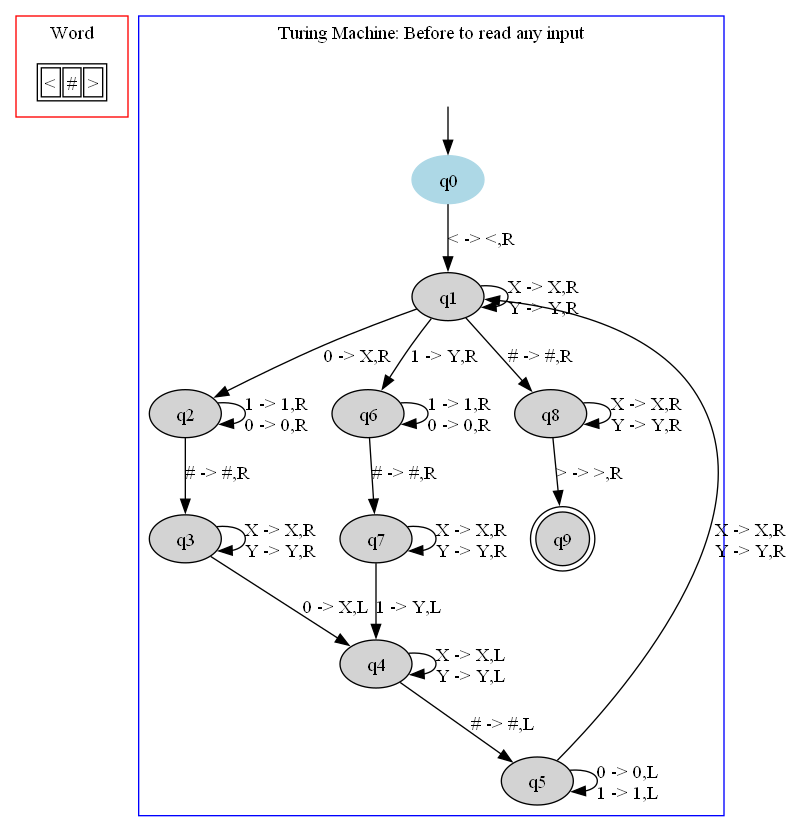 Word
Turing Machine: Before to read any input
< # >
q0
< -> <,R
q1
X -> X,R
Y -> Y,R
0 -> X,R
1 -> Y,R
# -> #,R
q2
1 -> 1,R
0 -> 0,R
q6
1 -> 1,R
0 -> 0,R
q8
X -> X,R
Y -> Y,R
# -> #,R
# -> #,R
> -> >,R
q3
X -> X,R
Y -> Y,R
q7
X -> X,R
Y -> Y,R
q9
X -> X,R
Y -> Y,R
0 -> X,L
1 -> Y,L
q4
X -> X,L
Y -> Y,L
# -> #,L
q5
0 -> 0,L
1 -> 1,L